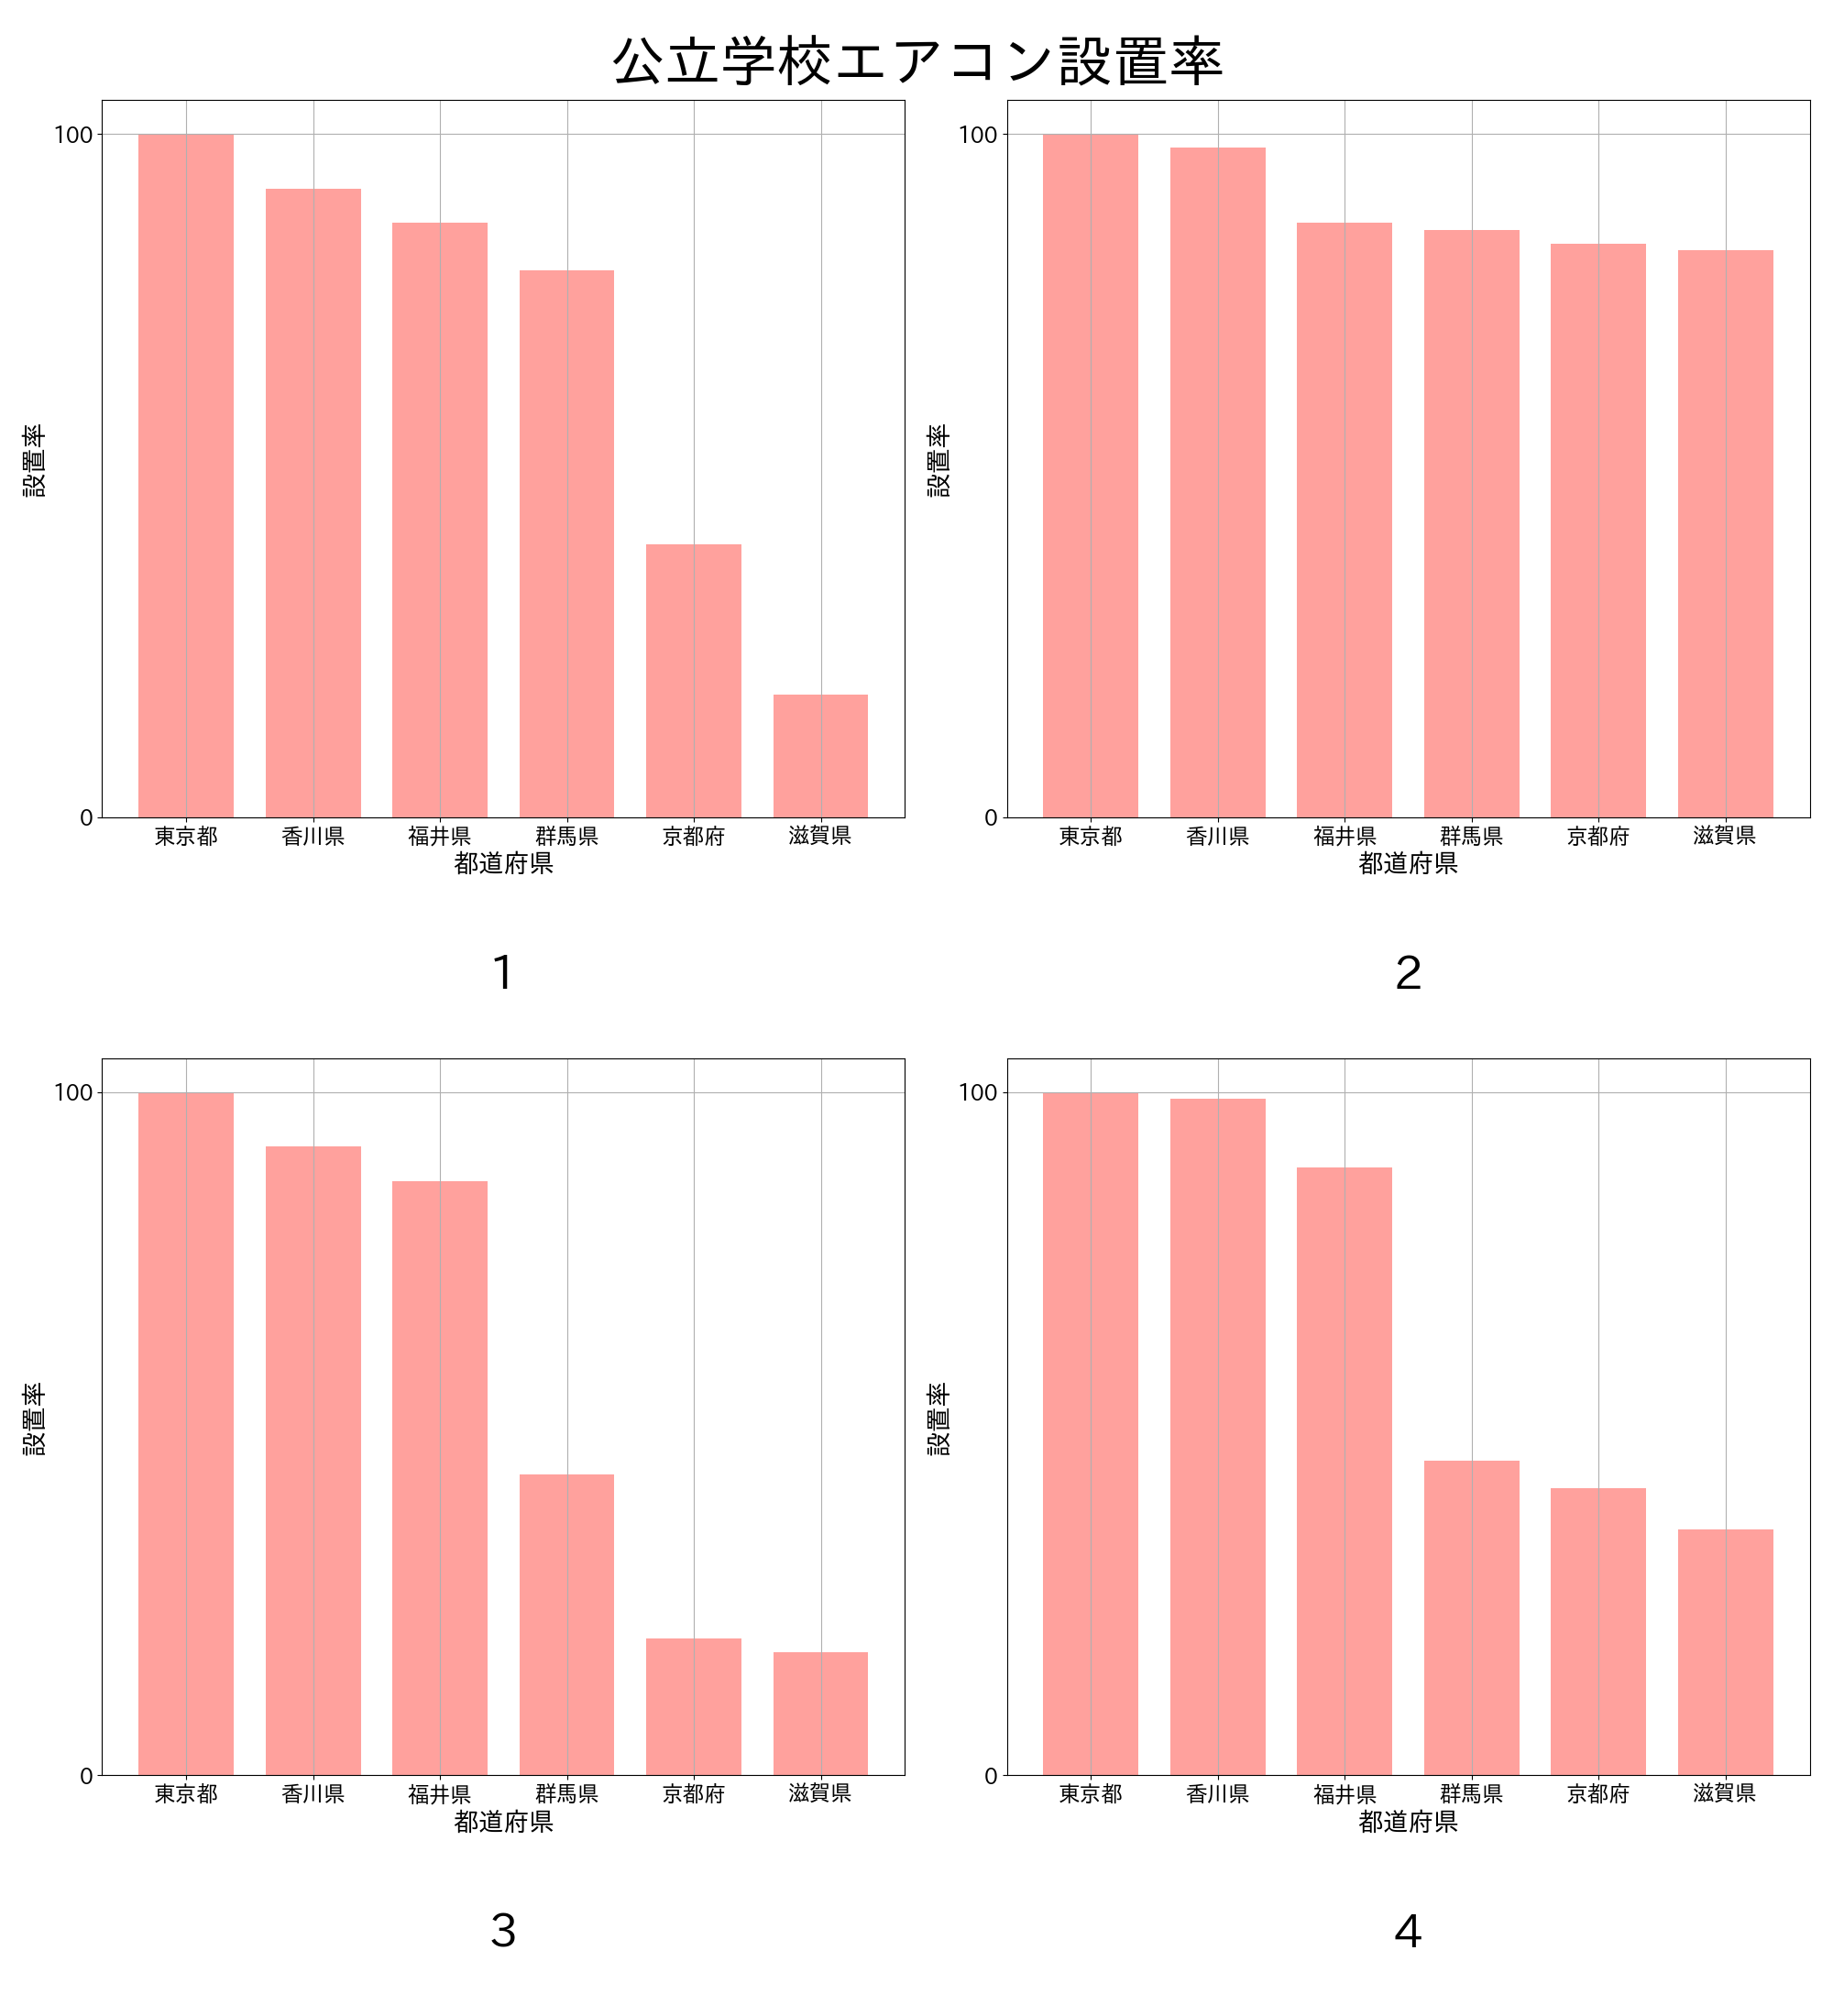 公立学校エアコン設置率
100
0
設置率
東京都 香川県 福井県 群馬県 京都府 滋賀県
都道府県
1
100
0
設置率
東京都 香川県 福井県 群馬県 京都府 滋賀県
都道府県
2
100
0
設置率
東京都 香川県 福井県 群馬県 京都府 滋賀県
都道府県
3
100
0
設置率
東京都 香川県 福井県 群馬県 京都府 滋賀県
都道府県
4